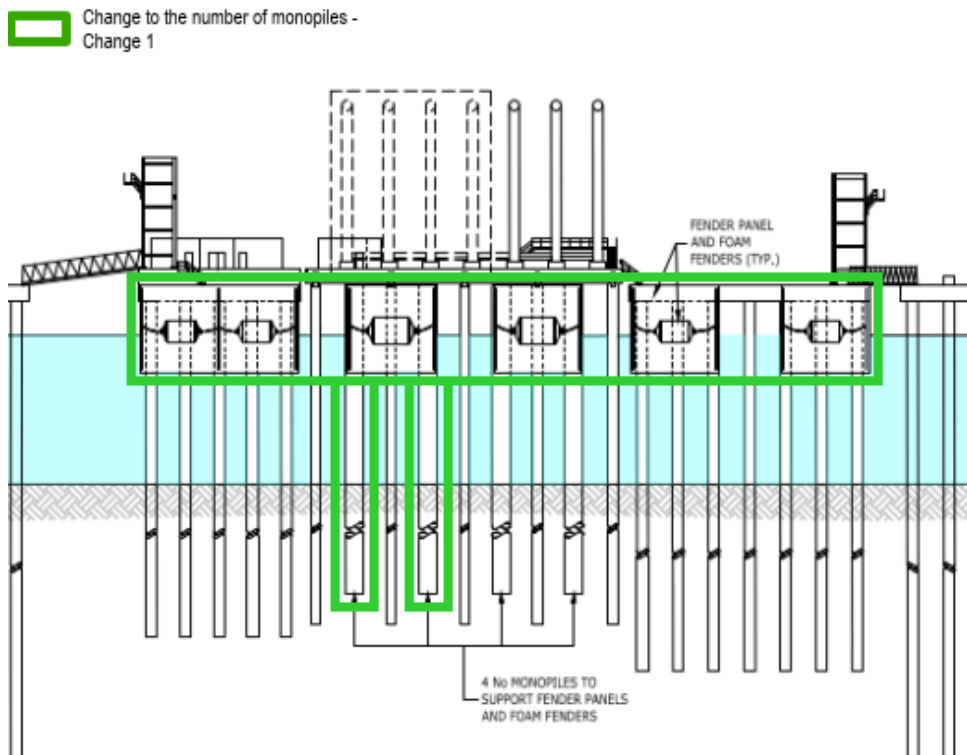 Change to the number of monopiles -
Change 1
FENDER PANEL
AND FOAM
FENDERS (TYP.)
4 No MONOPILES TO
SUPPORT FENDER PANELS
AND FOAM FENDERS